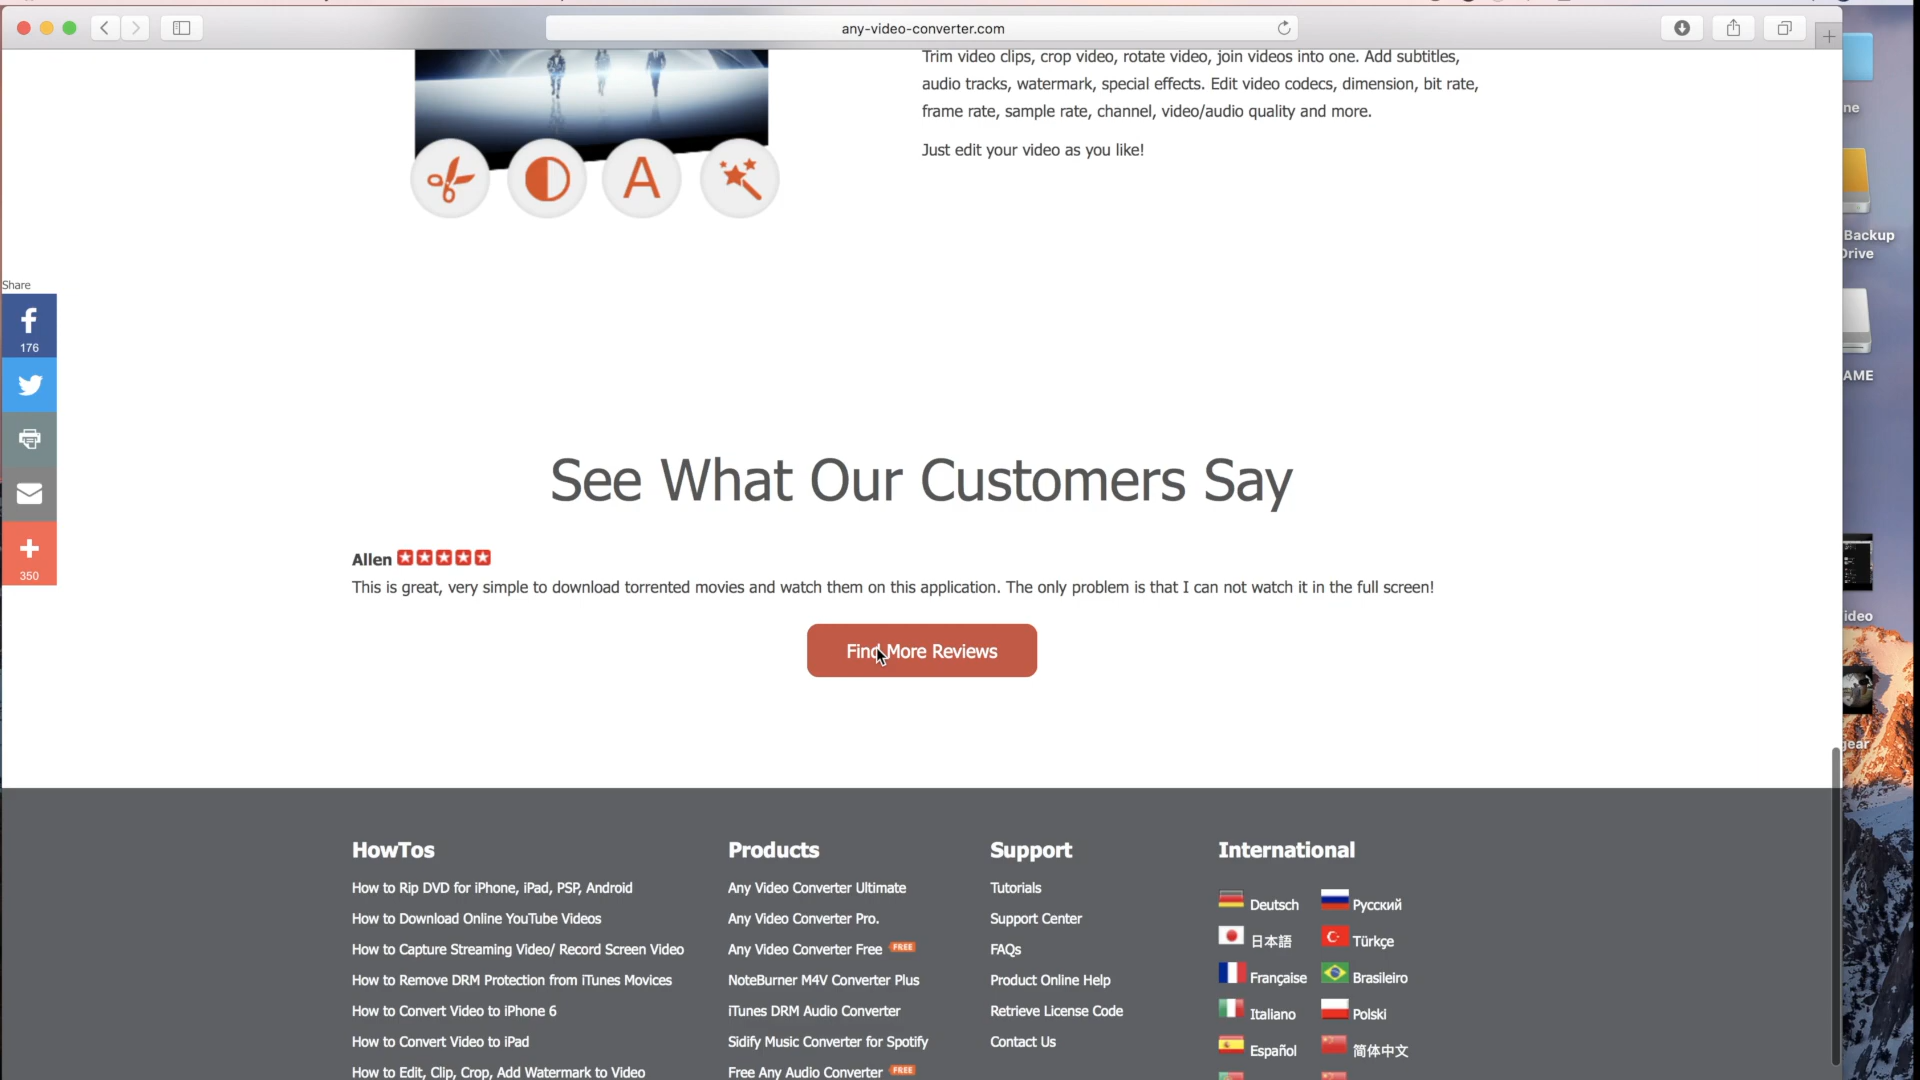 any-video-converter.com
Trim video clips, crop video, rotate video, join videos into one. Add subtitles,
audio tracks, watermark, special effects. Edit video codecs, dimension, bit rate,
frame rate, sample rate, channel, video/audio quality and more.
Just edit your video as you like!
A
ne
Backup
Drive
AME
ideo
gear
Share
f
176
350
See What Our Customers Say
Allen
This is great, very simple to download torrented movies and watch them on this application. The only problem is that I can not watch it in the full screen!
Find More Reviews
HowTos
How to Rip DVD for iPhone, iPad, PSP, Android
How to Download Online YouTube Videos
How to Capture Streaming Video/ Record Screen Video
How to Remove DRM Protection from iTunes Movices
How to Convert Video to iPhone 6
How to Convert Video to iPad
How to Edit, Clip, Crop, Add Watermark to Video
Products
Any Video Converter Ultimate
Any Video Converter Pro.
Any Video Converter Free FREE
NoteBurner M4V Converter Plus
iTunes DRM Audio Converter
Sidify Music Converter for Spotify
Free Any Audio Converter FREE
Support
Tutorials
Support Center
FAQs
Product Online Help
Retrieve License Code
Contact Us
International
Deutsch
Русский
日本語
Türkçe
Française
Brasileiro
Italiano
Polski
Español
简体中文